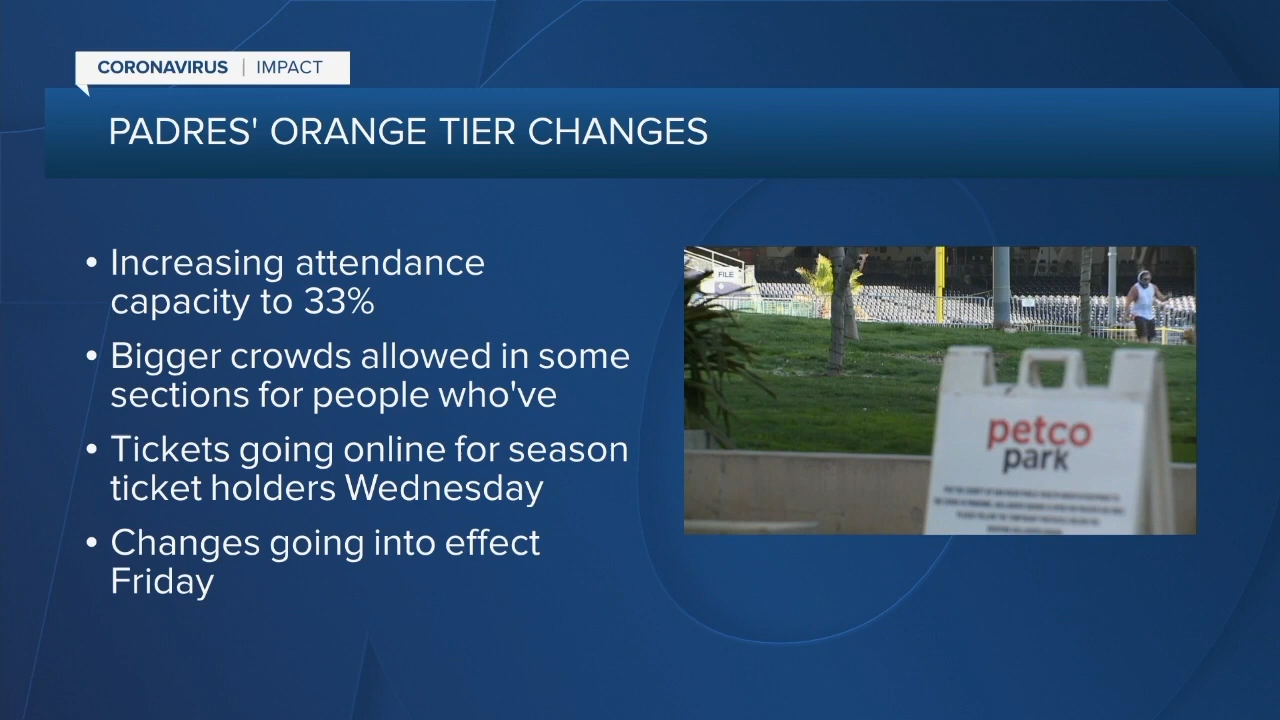 CORONAVIRUS | IMPACT
PADRES' ORANGE TIER CHANGES
• Increasing attendance
capacity to 33%
• Bigger crowds allowed in some
sections for people who've
• Tickets going online for season
ticket holders Wednesday
• Changes going into effect
Friday
FILE
petco
park